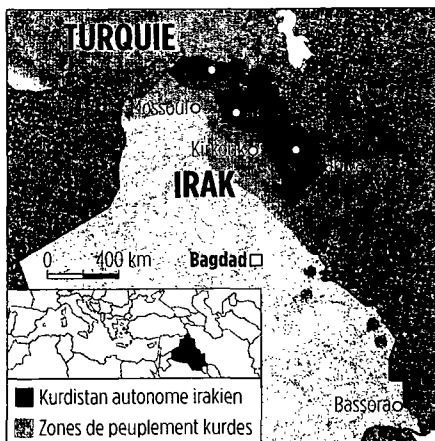 TURQUIE
Mossoul
Kirkouk
IRAK
0 400 km
Bagdad
Bassora
Kurdistan autonome irakien
Zones de peuplement kurdes